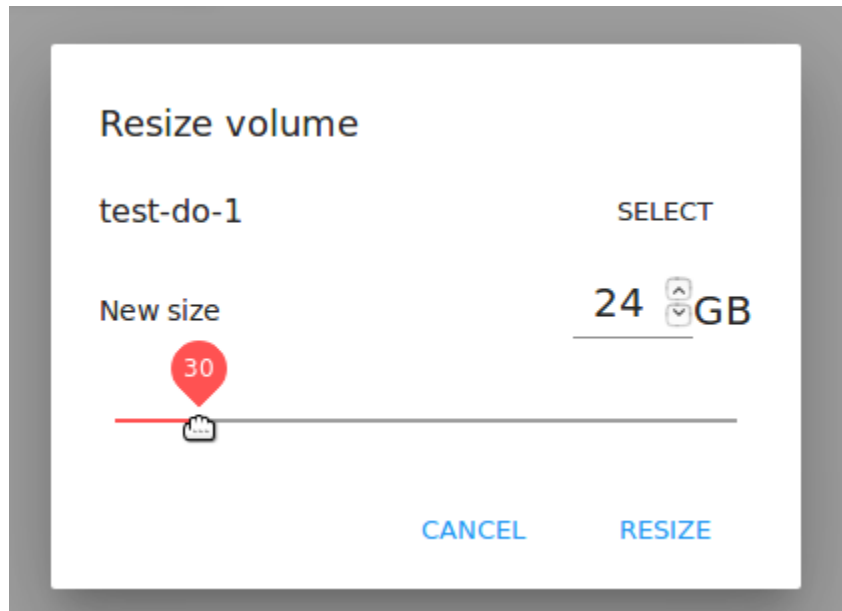 Resize volume
test-do-1 SELECT
New size 24 GB
30
CANCEL RESIZE